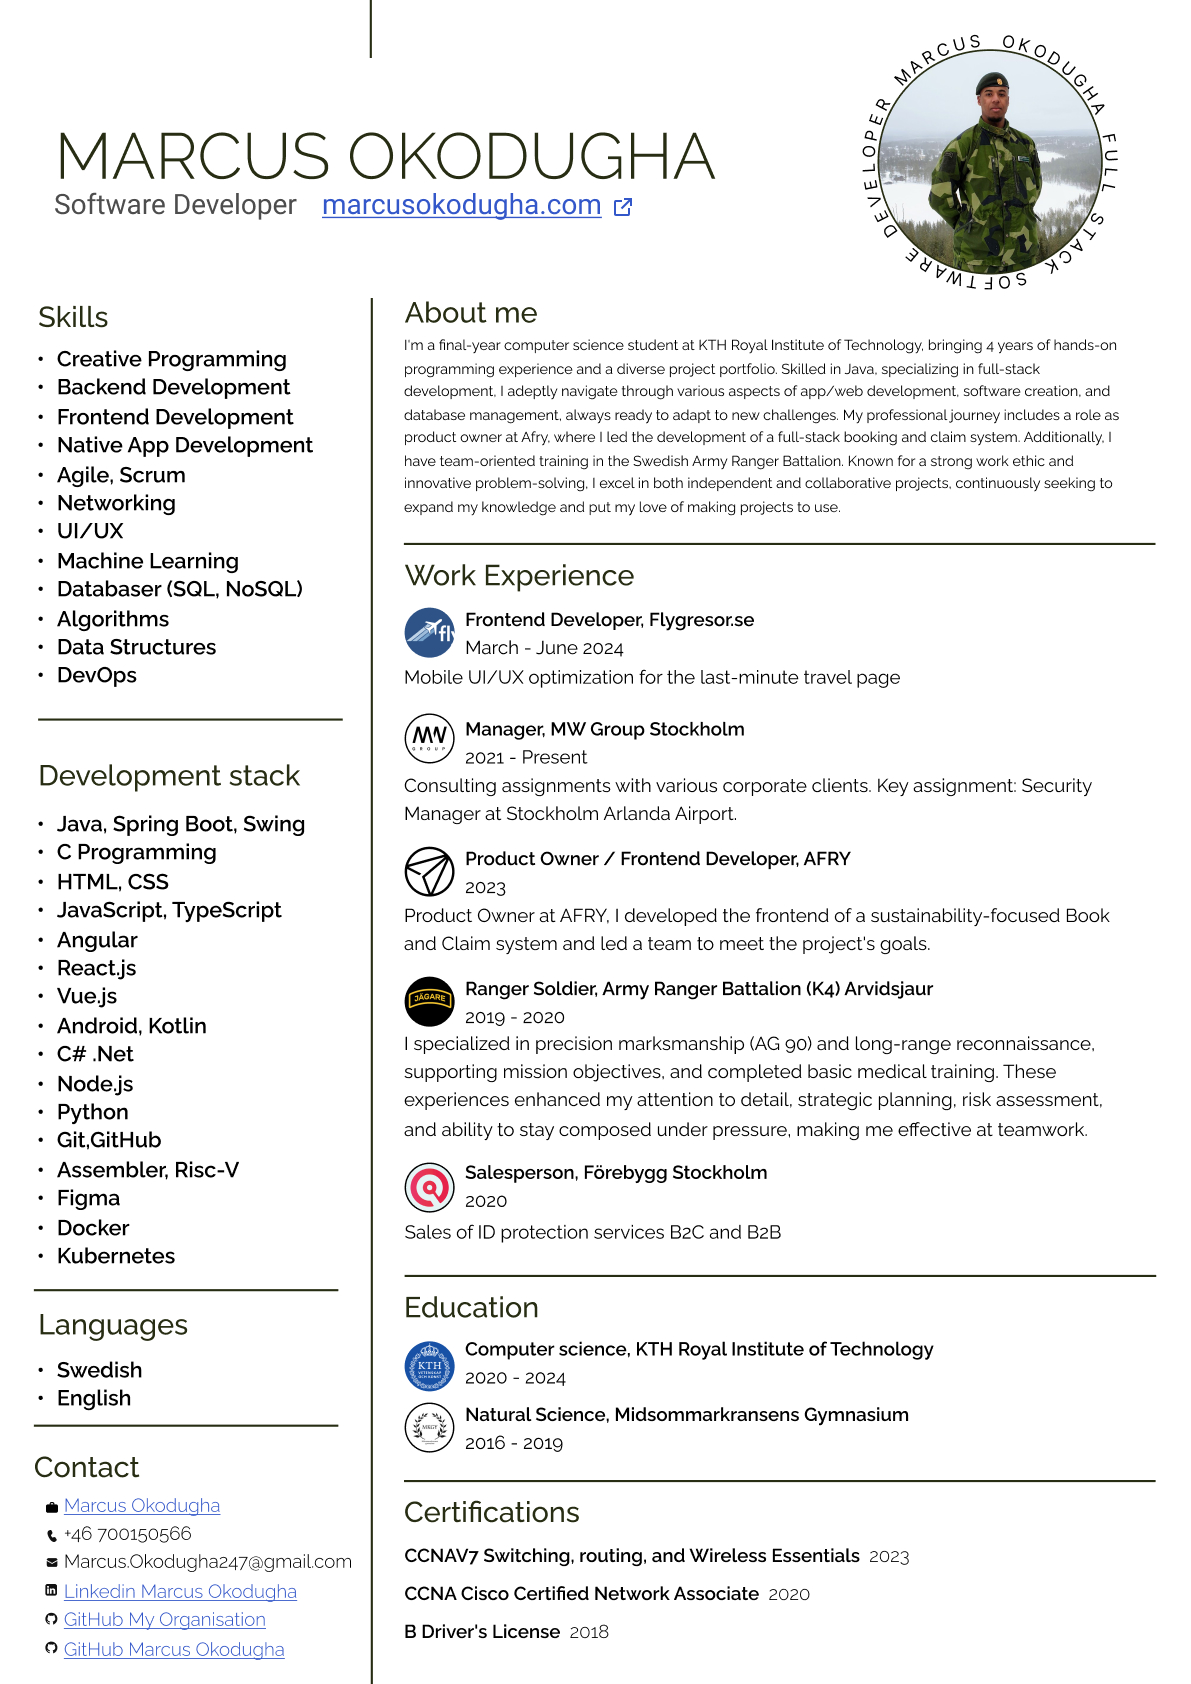 MARCUS OKODUGHA
Software Developer marcusokodugha.com
MARCUS OKODUGHA FULL STACK SOFTWARE DEVELOPER
Skills
• Creative Programming
• Backend Development
• Frontend Development
• Native App Development
• Agile, Scrum
• Networking
• UI/UX
• Machine Learning
• Databaser (SQL, NoSQL)
• Algorithms
• Data Structures
• DevOps
Development stack
• Java, Spring Boot, Swing
• C Programming
• HTML, CSS
• JavaScript, TypeScript
• Angular
• React.js
• Vue.js
• Android, Kotlin
• C# .Net
• Node.js
• Python
• Git,GitHub
• Assembler, Risc-V
• Figma
• Docker
• Kubernetes
Languages
• Swedish
• English
Contact
Marcus Okodugha
+46 700150566
Marcus.Okodugha247@gmail.com
Linkedin Marcus Okodugha
GitHub My Organisation
GitHub Marcus Okodugha
About me
I'm a final-year computer science student at KTH Royal Institute of Technology, bringing 4 years of hands-on
programming experience and a diverse project portfolio. Skilled in Java, specializing in full-stack
development, I adeptly navigate through various aspects of app/web development, software creation, and
database management, always ready to adapt to new challenges. My professional journey includes a role as
product owner at Afry, where I led the development of a full-stack booking and claim system. Additionally, I
have team-oriented training in the Swedish Army Ranger Battalion. Known for a strong work ethic and
innovative problem-solving, I excel in both independent and collaborative projects, continuously seeking to
expand my knowledge and put my love of making projects to use.
Work Experience
fly
Frontend Developer, Flygresor.se
March - June 2024
Mobile UI/UX optimization for the last-minute travel page
MW
GROUP
Manager, MW Group Stockholm
2021 - Present
Consulting assignments with various corporate clients. Key assignment: Security
Manager at Stockholm Arlanda Airport.
Product Owner / Frontend Developer, AFRY
2023
Product Owner at AFRY, I developed the frontend of a sustainability-focused Book
and Claim system and led a team to meet the project's goals.
JÄGARE
Ranger Soldier, Army Ranger Battalion (K4) Arvidsjaur
2019 - 2020
I specialized in precision marksmanship (AG 90) and long-range reconnaissance,
supporting mission objectives, and completed basic medical training. These
experiences enhanced my attention to detail, strategic planning, risk assessment,
and ability to stay composed under pressure, making me effective at teamwork.
Salesperson, Förebygg Stockholm
2020
Sales of ID protection services B2C and B2B
Education
KTH
VETENSKAP
OCH KONST
Computer science, KTH Royal Institute of Technology
2020 - 2024
Natural Science, Midsommarkransens Gymnasium
2016 - 2019
Certifications
CCNAV7 Switching, routing, and Wireless Essentials 2023
CCNA Cisco Certified Network Associate 2020
B Driver's License 2018